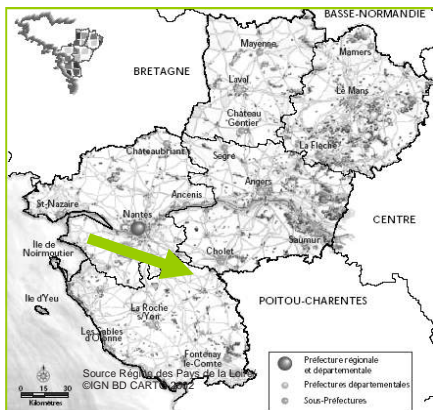 BASSE-NORMANDIE
Mayenne
Mamers
BRETAGNE
Laval
Le Mans
Château
Gontier
La Flèche
Châteaubriant
Segré
Angers
St-Nazaire
Ancenis
Nantes
CENTRE
Ile de
Noirmoutier
Saumur
Cholet
Ile d'Yeu
POITOU-CHARENTES
La Roche
s/Yon
Les Sables
d'Olonne
Fontenay
le-Comte
Source Région des Pays de la Loire
©IGN BD CARTO 2002
0 15 30
Kilomètres
Préfecture régionale
et départementale
Préfectures départementales
Sous-Préfectures